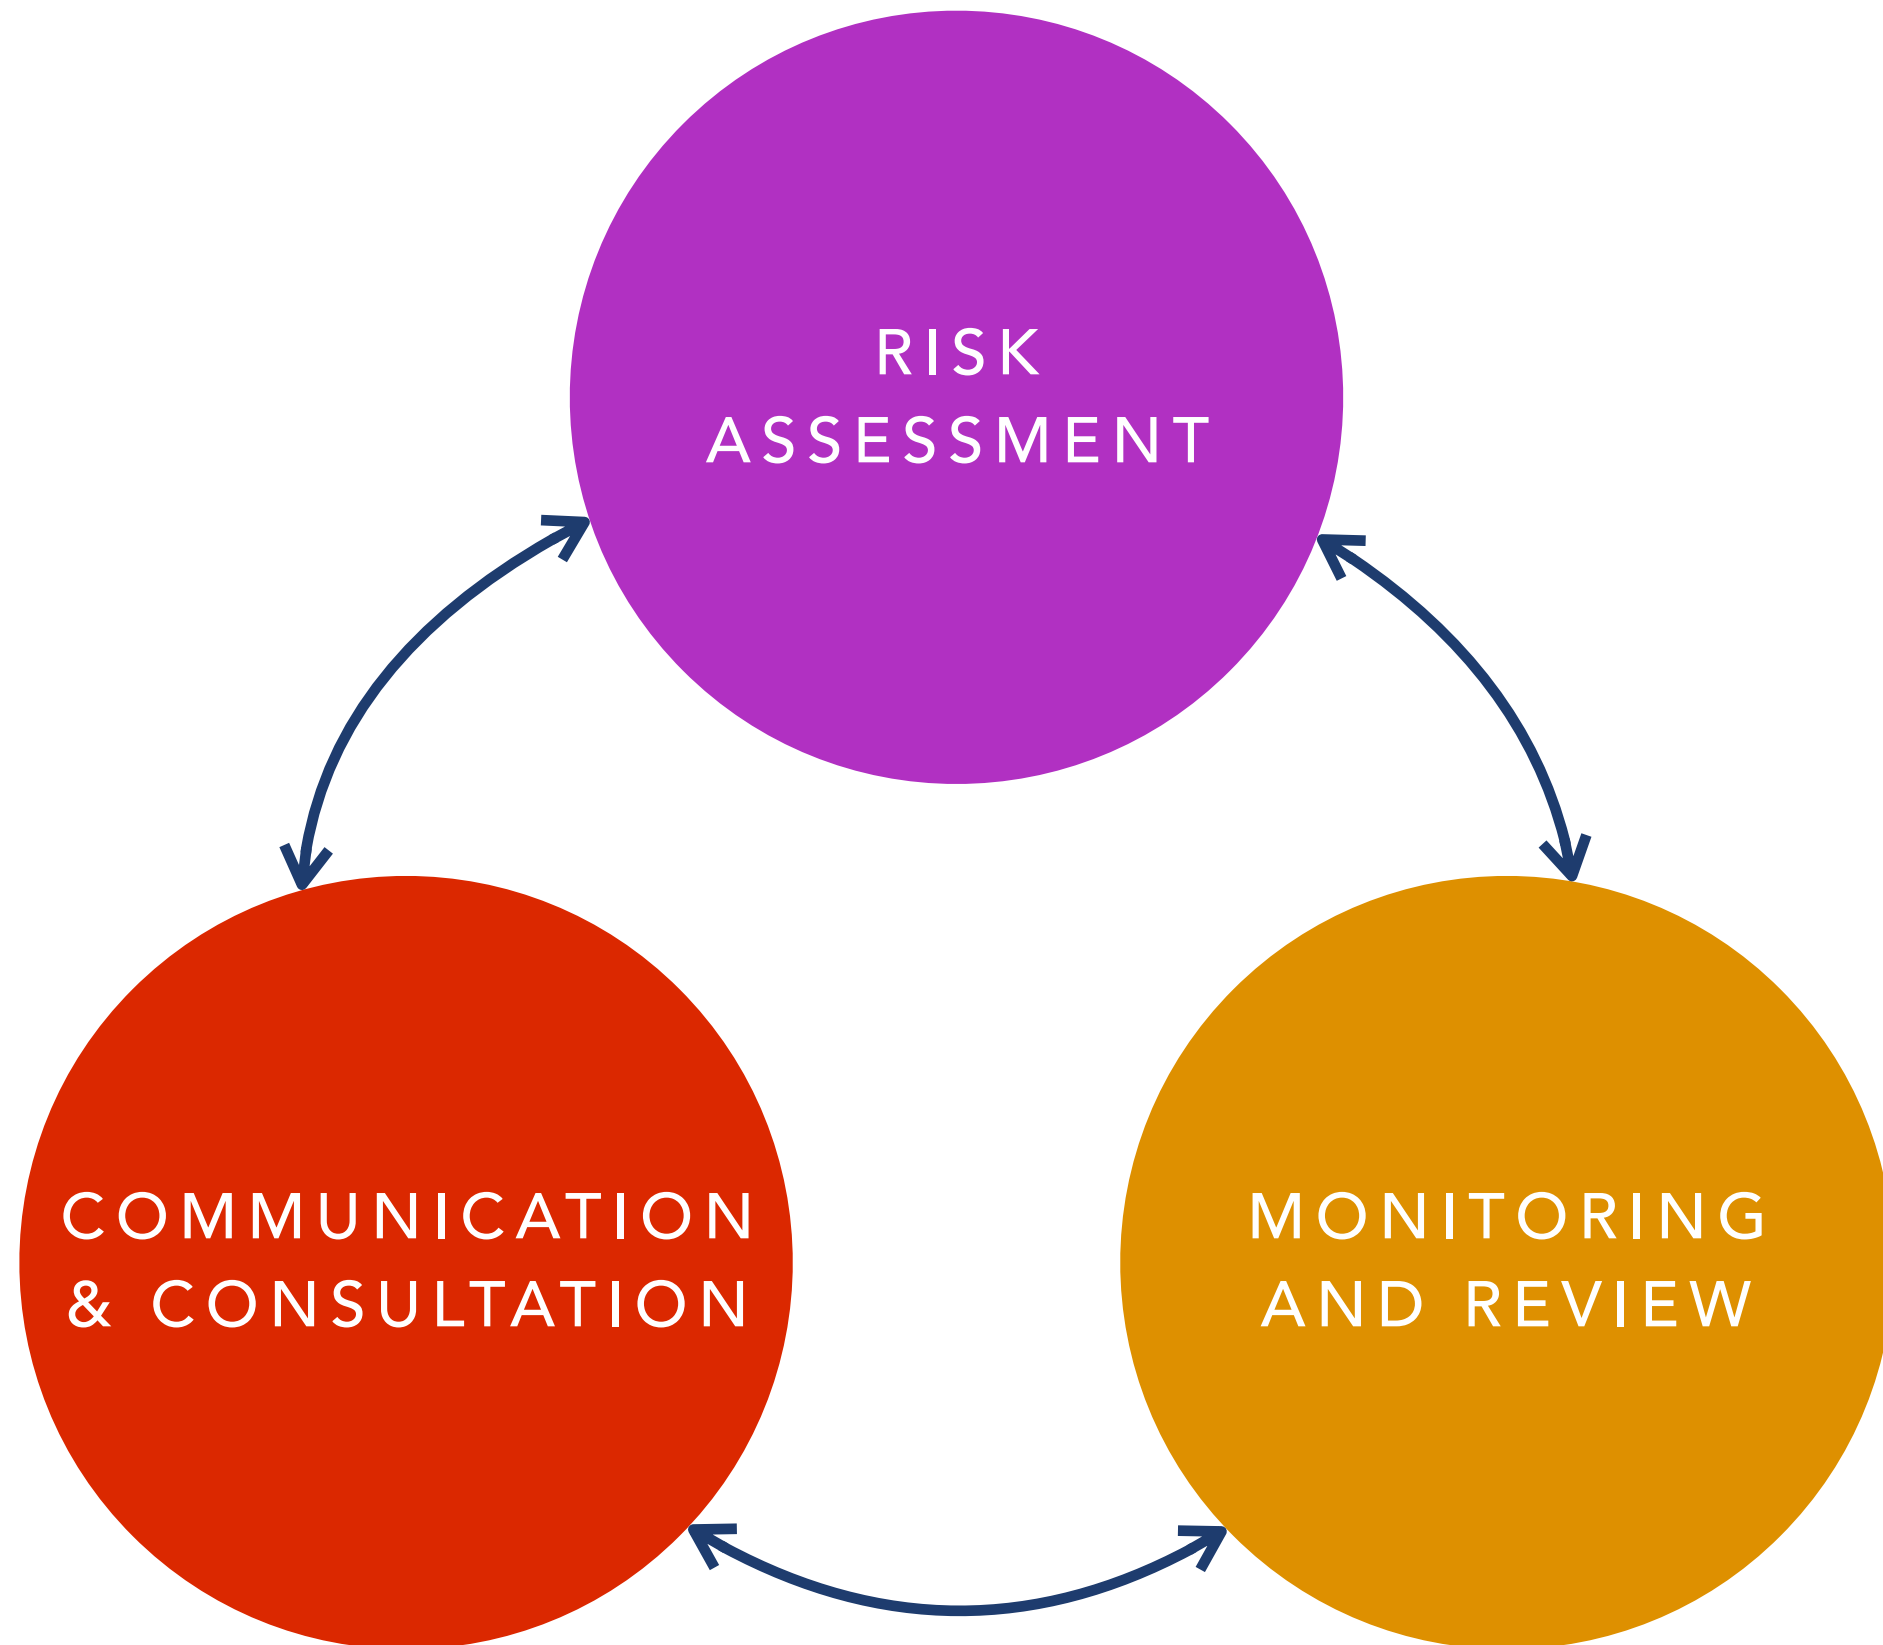 RISK
ASSESSMENT
COMMUNICATION
& CONSULTATION
MONITORING
AND REVIEW